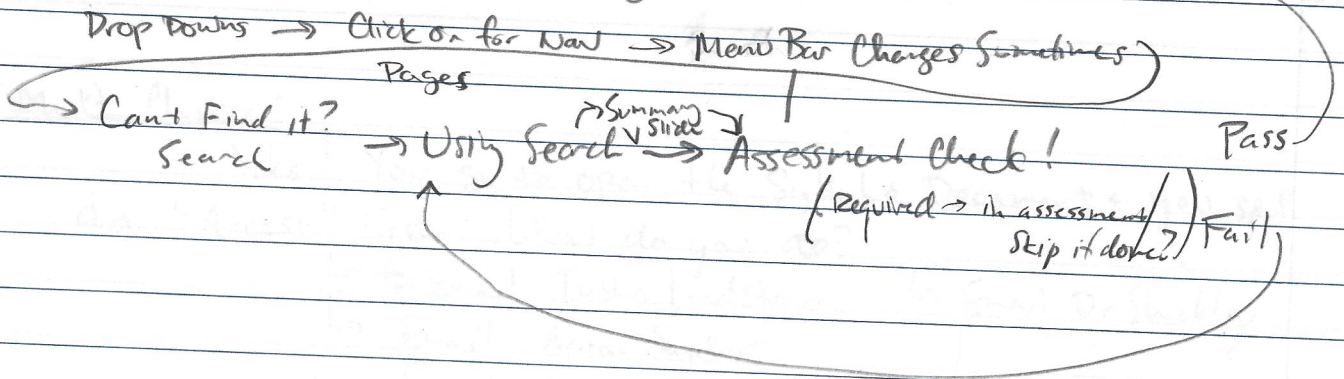 Drop Downs → Click on for Nav → Menu Bar Changes Sometimes
Pages
→ Cant Find it?
Search
→ Using Search → Assessment Check!
Summary
Slide
Pass
(Required → in assessment
Skip if done?) Fail